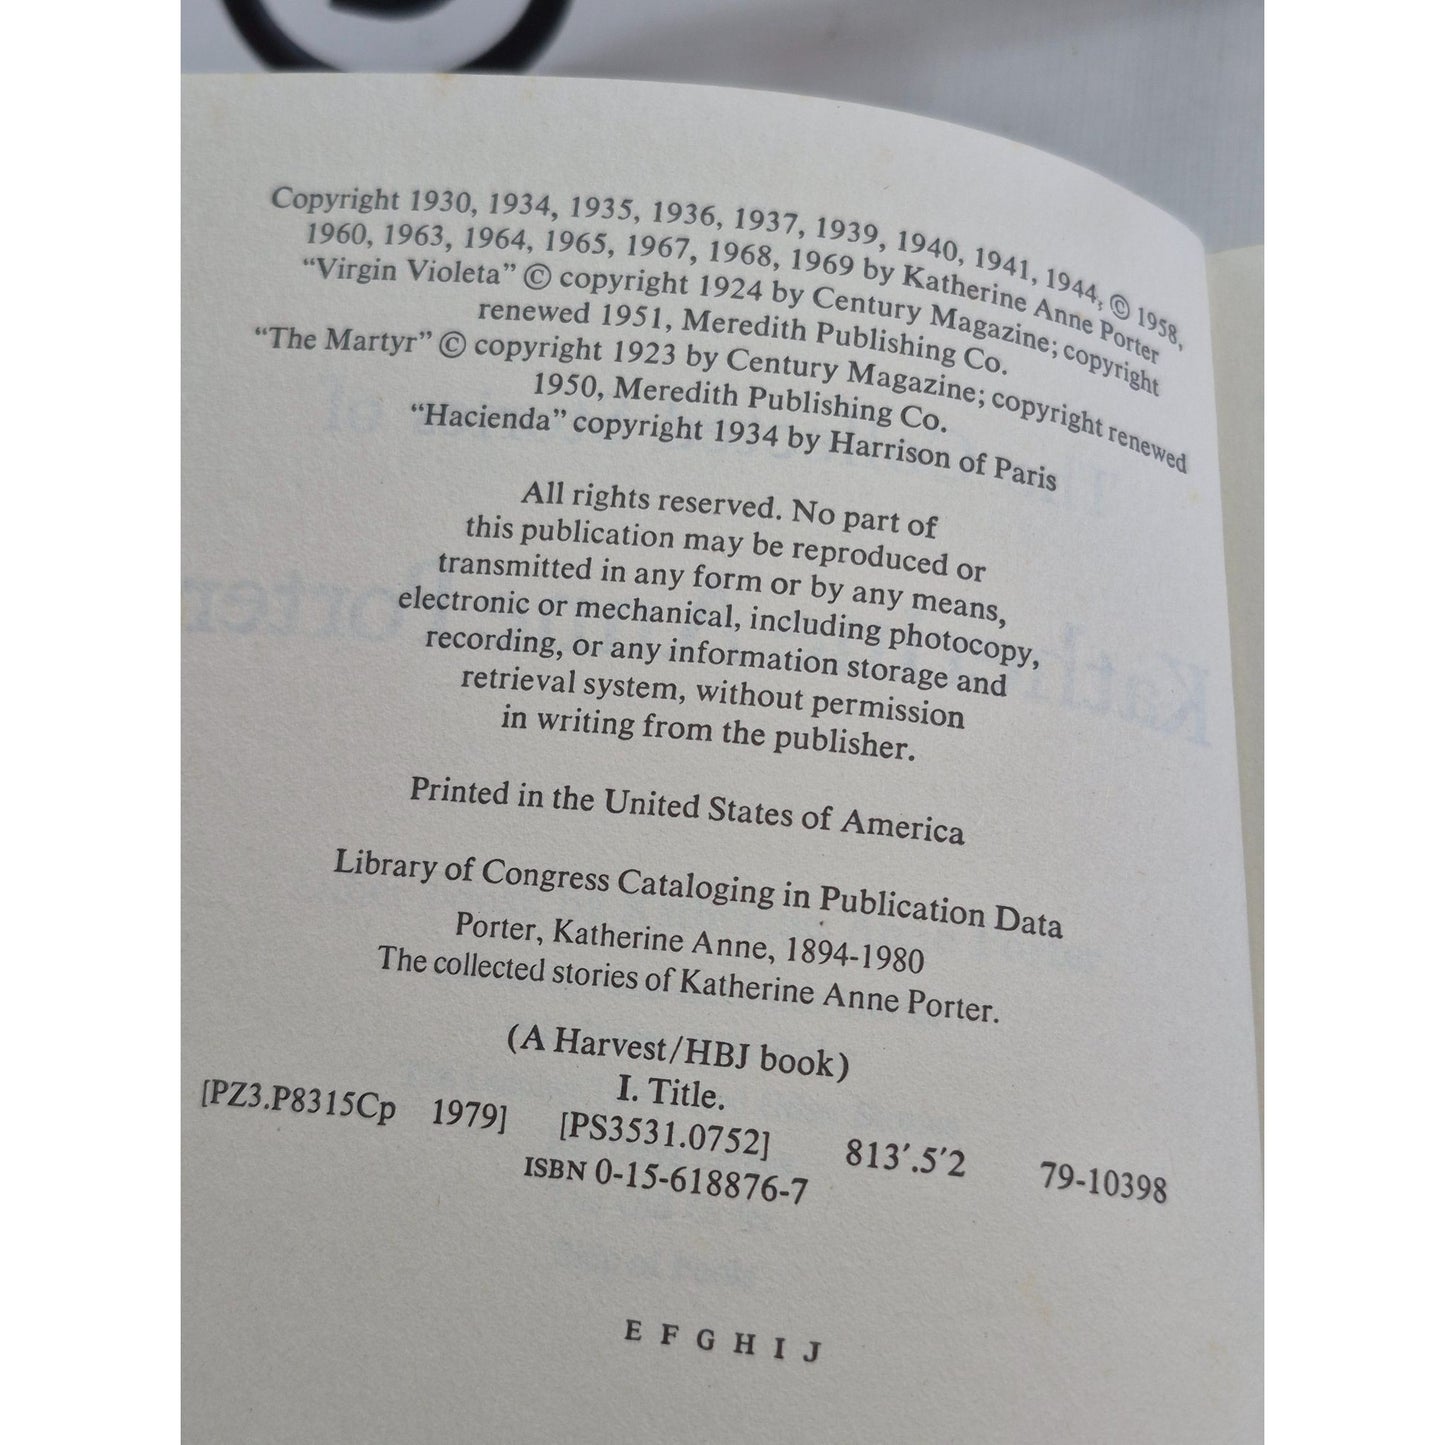 Copyright 1930, 1934, 1935, 1936, 1937, 1939, 1940, 1941, 1944, © 1958,
1960, 1963, 1964, 1965, 1967, 1968, 1969 by Katherine Anne Porter
“Virgin Violeta” © copyright 1924 by Century Magazine; copyright
renewed 1951, Meredith Publishing Co.
“The Martyr” © copyright 1923 by Century Magazine; copyright renewed
1950, Meredith Publishing Co.
“Hacienda” copyright 1934 by Harrison of Paris
All rights reserved. No part of
this publication may be reproduced or
transmitted in any form or by any means,
electronic or mechanical, including photocopy,
recording, or any information storage and
retrieval system, without permission
in writing from the publisher.
Printed in the United States of America
Library of Congress Cataloging in Publication Data
Porter, Katherine Anne, 1894-1980
The collected stories of Katherine Anne Porter.
(A Harvest/HBJ book)
I. Title.
[PZ3.P8315Cp 1979] [PS3531.0752] 813′.5′2 79-10398
ISBN 0-15-618876-7
E F G H I J